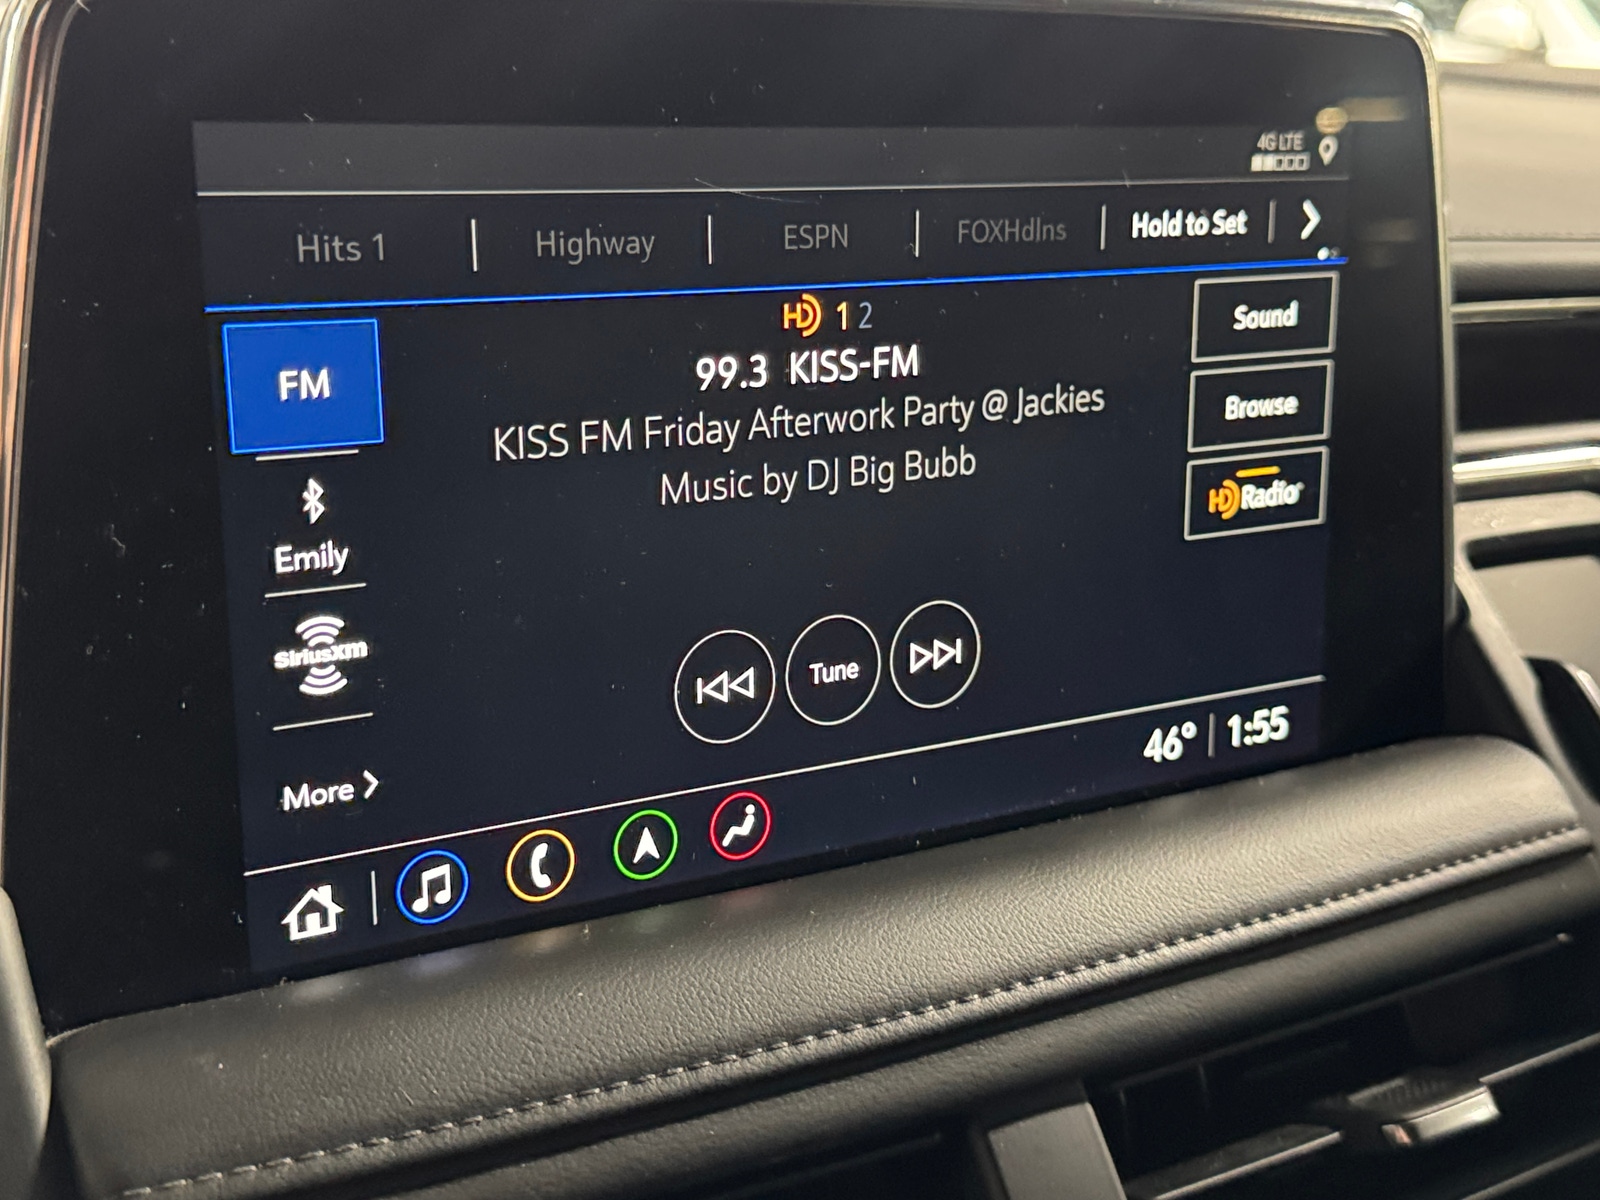 4G LTE
Hits 1 | Highway | ESPN | FOXHdlns | Hold to Set | >
HD 1 2
99.3 KISS-FM
KISS FM Friday Afterwork Party @ Jackies
Music by DJ Big Bubb
FM
Emily
SiriusXM
More >
Sound
Browse
HD Radio
Tune
46° | 1:55